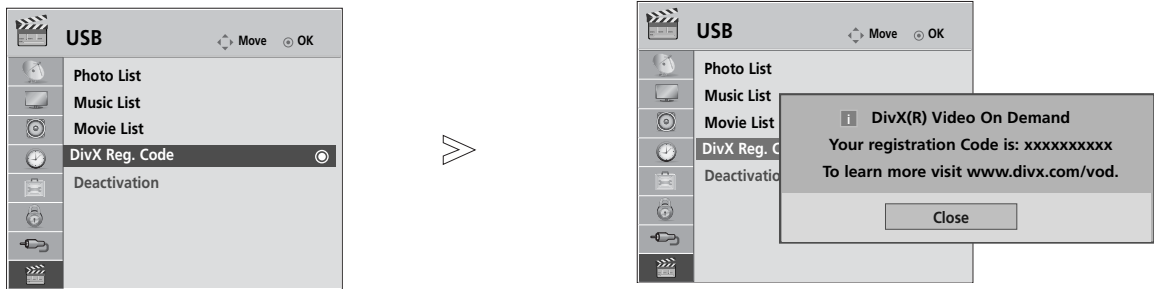 USB
Move
OK
Photo List
Music List
Movie List
DivX Reg. Code
Deactivation
USB
Move
OK
Photo List
Music List
Movie List
DivX Reg. C
Deactivatio
i DivX(R) Video On Demand
Your registration Code is: xxxxxxxxxx
To learn more visit www.divx.com/vod.
Close